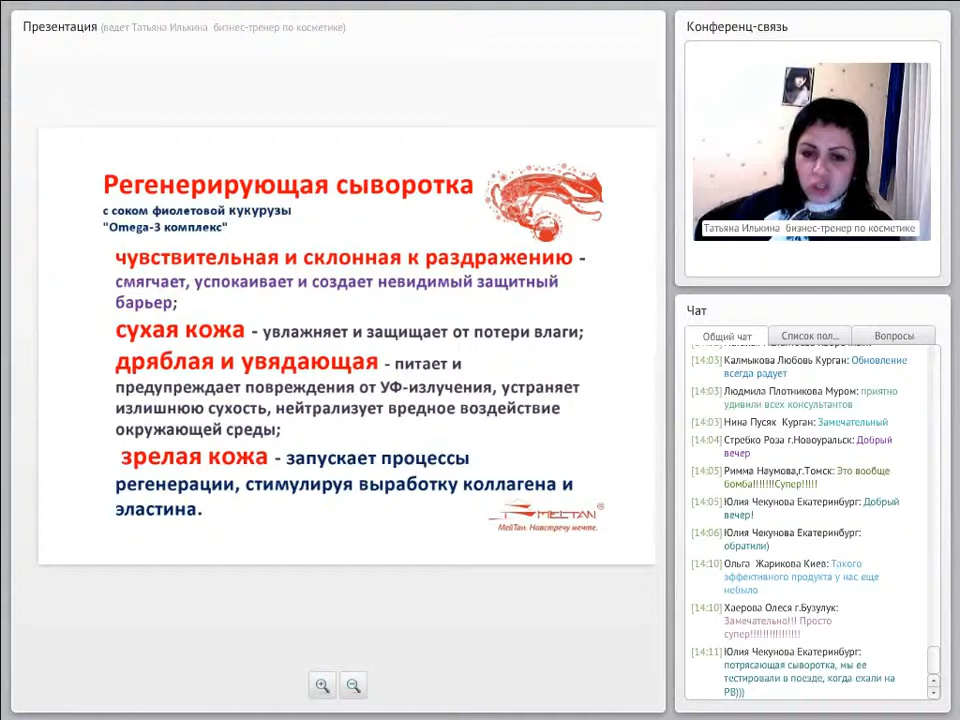 Презентация (ведет Татьяна Илькина бизнес-тренер по косметике)
Регенерирующая сыворотка
с соком фиолетовой кукурузы
"Omega-3 комплекс"
чувствительная и склонная к раздражению -
смягчает, успокаивает и создает невидимый защитный
барьер;
сухая кожа - увлажняет и защищает от потери влаги;
дряблая и увядающая - питает и
предупреждает повреждения от УФ-излучения, устраняет
излишнюю сухость, нейтрализует вредное воздействие
окружающей среды;
зрелая кожа - запускает процессы
регенерации, стимулируя выработку коллагена и
эластина.
MEITAN®
МейТан. Навстречу мечте.
Конференц-связь
Татьяна Илькина бизнес-тренер по косметике
Чат
Общий чат
Список пол...
Вопросы
[14:03] Калмыкова Любовь Курган: Обновление
всегда радует
[14:03] Людмила Плотникова Муром: приятно
удивили всех консультантов
[14:03] Нина Пусяк Курган: Замечательный
[14:04] Стребко Роза г.Новоуральск: Добрый
вечер
[14:05] Римма Наумова,г.Томск: Это вообще
бомба!!!!!!!Супер!!!!!
[14:05] Юлия Чекунова Екатеринбург: Добрый
вечер!
[14:06] Юлия Чекунова Екатеринбург:
обратили)
[14:10] Ольга Жарикова Киев: Такого
эффективного продукта у нас еще
небыло
[14:10] Хаерова Олеся г.Бузулук:
Замечательно!!! Просто
супер!!!!!!!!!!!!!!!!
[14:11] Юлия Чекунова Екатеринбург:
потрясающая сыворотка, мы ее
тестировали в поезде, когда ехали на
РВ)))